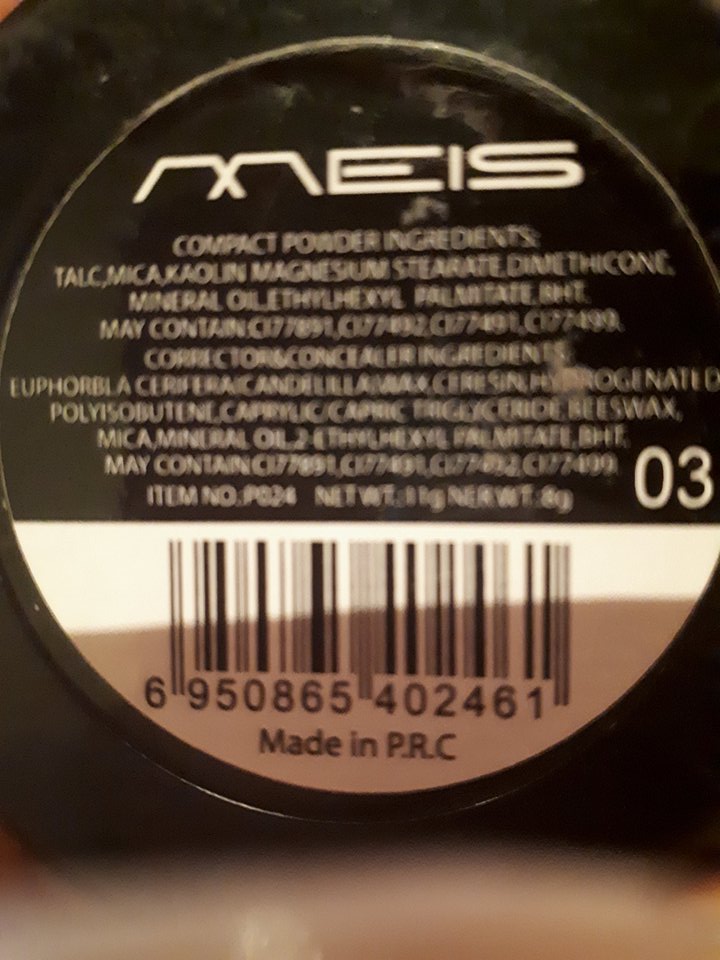 MEIS
COMPACT POWDER INGREDIENTS:
TALC,MICA,KAOLIN MAGNESIUM STEARATE,DIMETHICONE,
MINERAL OIL,ETHYLHEXYL PALMITATE,BHT.
MAY CONTAIN:CI77891,CI77492,CI77491,CI77499.
CORRECTOR&CONCEALER INGREDIENTS:
EUPHORBLA CERIFERA(CANDELILLA)WAX,CERESIN,HYDROGENATED
POLYISOBUTENE,CAPRYLIC/CAPRIC TRIGLYCERIDE,BEESWAX,
MICA,MINERAL OIL,2-ETHYLHEXYL PALMITATE,BHT.
MAY CONTAIN:CI77891,CI77491,CI77492,CI77499
03
ITEM NO.:P024 NET WT.:11g NER WT.:8g
6 950865 402461
Made in P.R.C